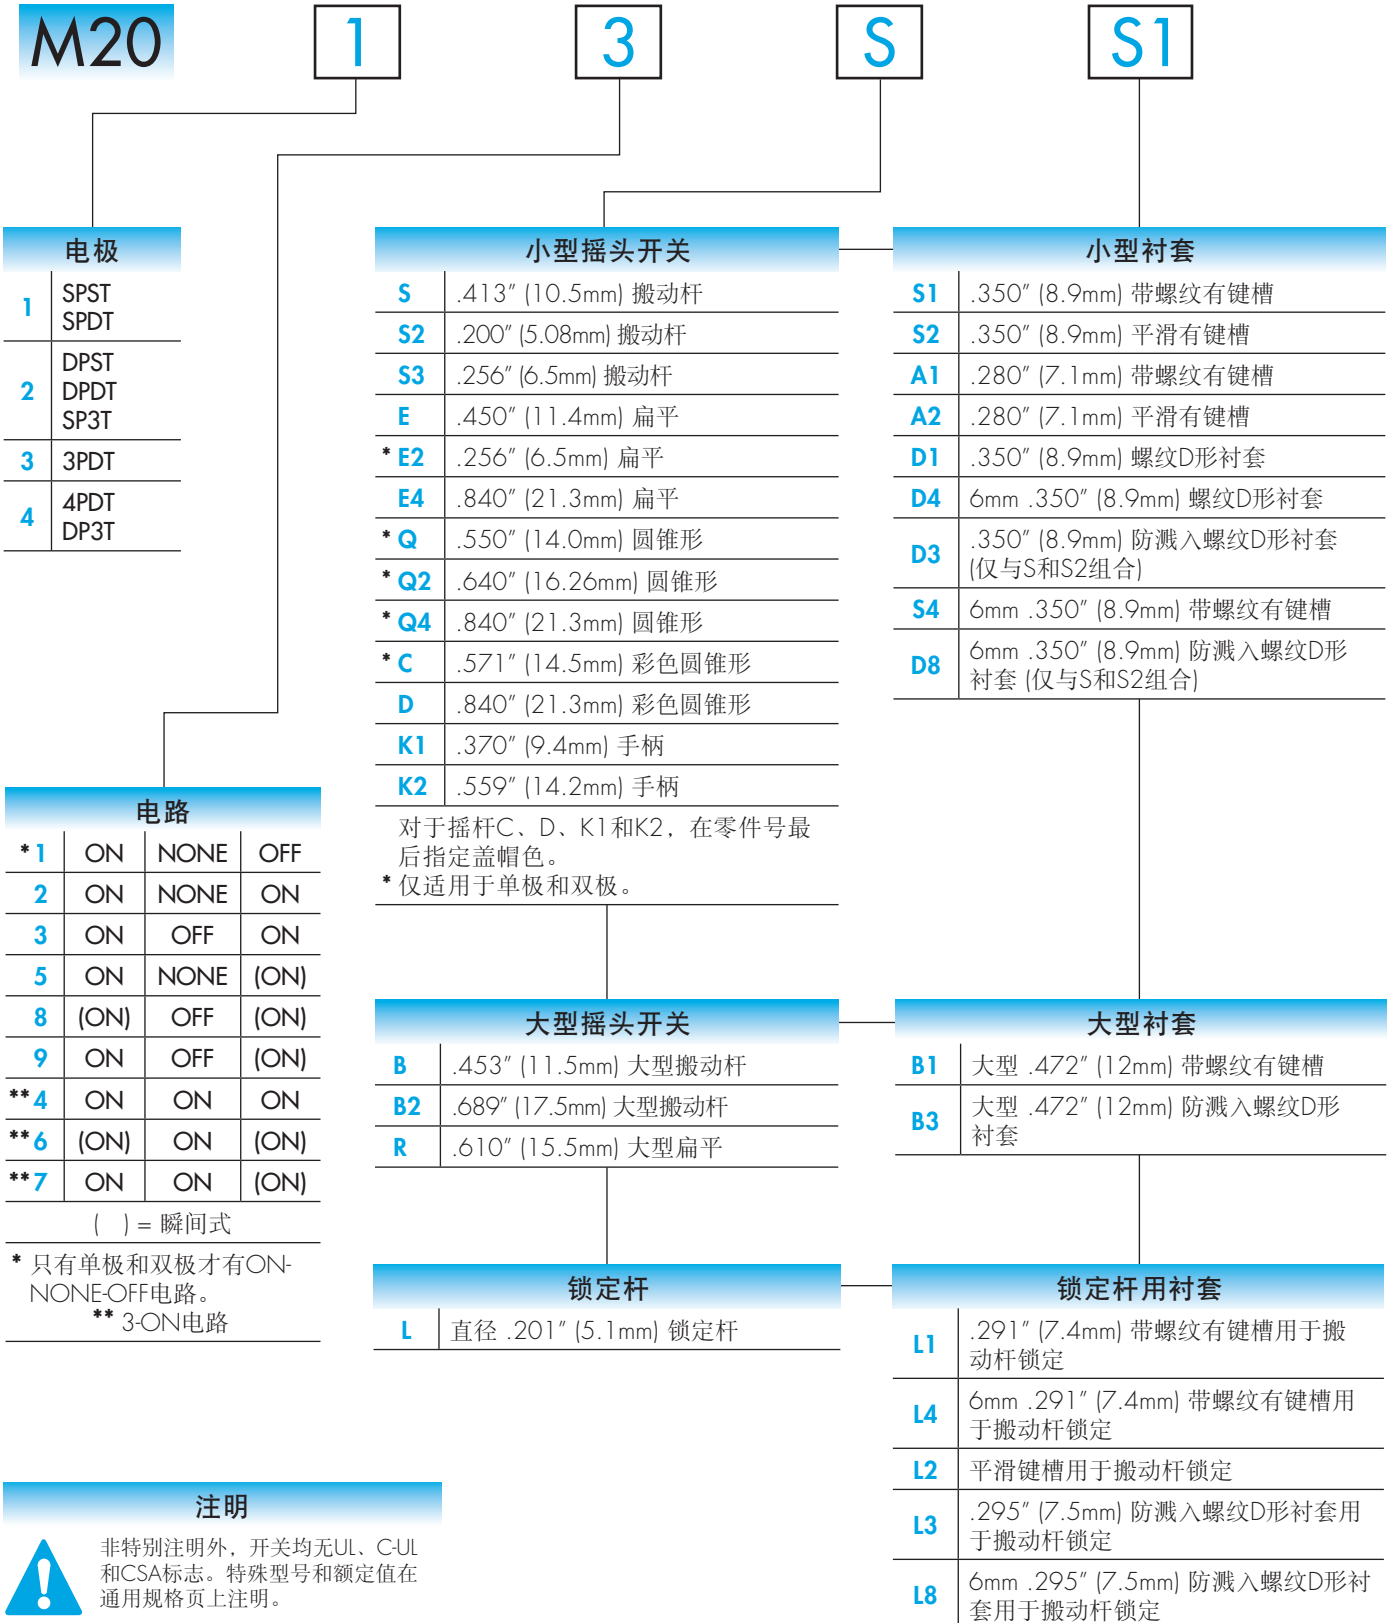 M20 1 3 S S1
电极
1 SPST
SPDT
2 DPST
DPDT
SP3T
3 3PDT
4 4PDT
DP3T
电路
*1 ON NONE OFF
2 ON NONE ON
3 ON OFF ON
5 ON NONE (ON)
8 (ON) OFF (ON)
9 ON OFF (ON)
**4 ON ON ON
**6 (ON) ON (ON)
**7 ON ON (ON)
( ) = 瞬间式
* 只有单极和双极才有ON-
NONE-OFF电路。
** 3-ON电路
小型摇头开关
S .413" (10.5mm) 搬动杆
S2 .200" (5.08mm) 搬动杆
S3 .256" (6.5mm) 搬动杆
E .450" (11.4mm) 扁平
* E2 .256" (6.5mm) 扁平
E4 .840" (21.3mm) 扁平
* Q .550" (14.0mm) 圆锥形
* Q2 .640" (16.26mm) 圆锥形
* Q4 .840" (21.3mm) 圆锥形
* C .571" (14.5mm) 彩色圆锥形
D .840" (21.3mm) 彩色圆锥形
K1 .370" (9.4mm) 手柄
K2 .559" (14.2mm) 手柄
对于摇杆C、D、K1和K2，在零件号最
后指定盖帽色。
* 仅适用于单极和双极。
小型衬套
S1 .350" (8.9mm) 带螺纹有键槽
S2 .350" (8.9mm) 平滑有键槽
A1 .280" (7.1mm) 带螺纹有键槽
A2 .280" (7.1mm) 平滑有键槽
D1 .350" (8.9mm) 螺纹D形衬套
D4 6mm .350" (8.9mm) 螺纹D形衬套
D3 .350" (8.9mm) 防溅入螺纹D形衬套
(仅与S和S2组合)
S4 6mm .350" (8.9mm) 带螺纹有键槽
D8 6mm .350" (8.9mm) 防溅入螺纹D形
衬套 (仅与S和S2组合)
大型摇头开关
B .453" (11.5mm) 大型搬动杆
B2 .689" (17.5mm) 大型搬动杆
R .610" (15.5mm) 大型扁平
大型衬套
B1 大型 .472" (12mm) 带螺纹有键槽
B3 大型 .472" (12mm) 防溅入螺纹D形
衬套
锁定杆
L 直径 .201" (5.1mm) 锁定杆
锁定杆用衬套
L1 .291" (7.4mm) 带螺纹有键槽用于搬
动杆锁定
L4 6mm .291" (7.4mm) 带螺纹有键槽用
于搬动杆锁定
L2 平滑键槽用于搬动杆锁定
L3 .295" (7.5mm) 防溅入螺纹D形衬套用
于搬动杆锁定
L8 6mm .295" (7.5mm) 防溅入螺纹D形衬
套用于搬动杆锁定
注明
非特别注明外，开关均无UL、C-UL
和CSA标志。特殊型号和额定值在
通用规格页上注明。